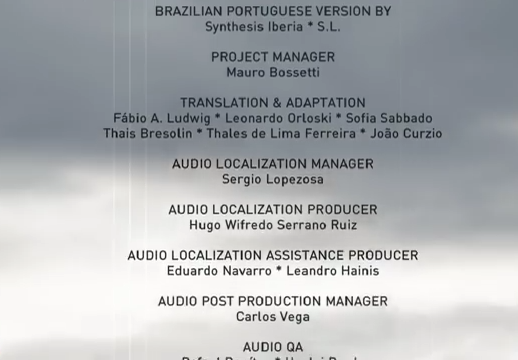 BRAZILIAN PORTUGUESE VERSION BY
Synthesis Iberia * S.L.
PROJECT MANAGER
Mauro Bossetti
TRANSLATION & ADAPTATION
Fábio A. Ludwig * Leonardo Orloski * Sofia Sabbado
Thais Bresolin * Thales de Lima Ferreira * João Curzio
AUDIO LOCALIZATION MANAGER
Sergio Lopezosa
AUDIO LOCALIZATION PRODUCER
Hugo Wifredo Serrano Ruiz
AUDIO LOCALIZATION ASSISTANCE PRODUCER
Eduardo Navarro * Leandro Hainis
AUDIO POST PRODUCTION MANAGER
Carlos Vega
AUDIO QA